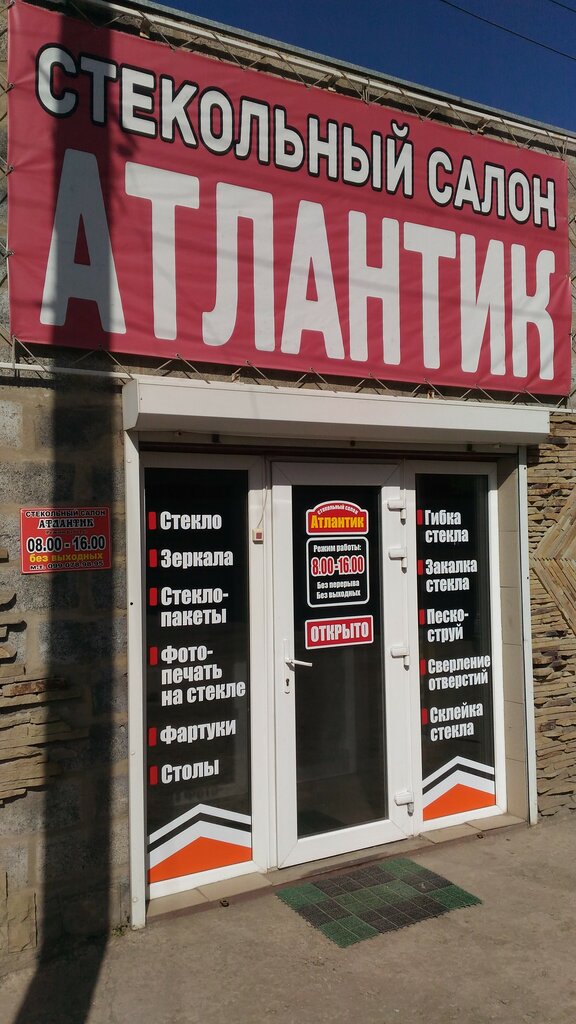 СТЕКОЛЬНЫЙ САЛОН
АТЛАНТИК
СТЕКОЛЬНЫЙ САЛОН
АТЛАНТИК
08.00 - 16.00
без выходных
Стекло
Зеркала
Стекло-
пакеты
Фото-
печать
на стекле
Фартуки
Столы
стекольный салон
Атлантик
Режим работы:
8.00-16.00
Без перерыва
Без выходных
ОТКРЫТО
Гибка
стекла
Закалка
стекла
Песко-
струй
Сверление
отверстий
Склейка
стекла